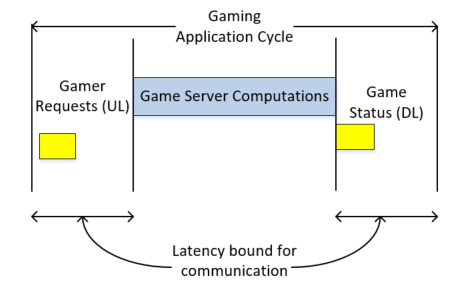 Gaming
Application Cycle
Gamer
Requests (UL)
Game Server Computations
Game
Status (DL)
Latency bound for
communication